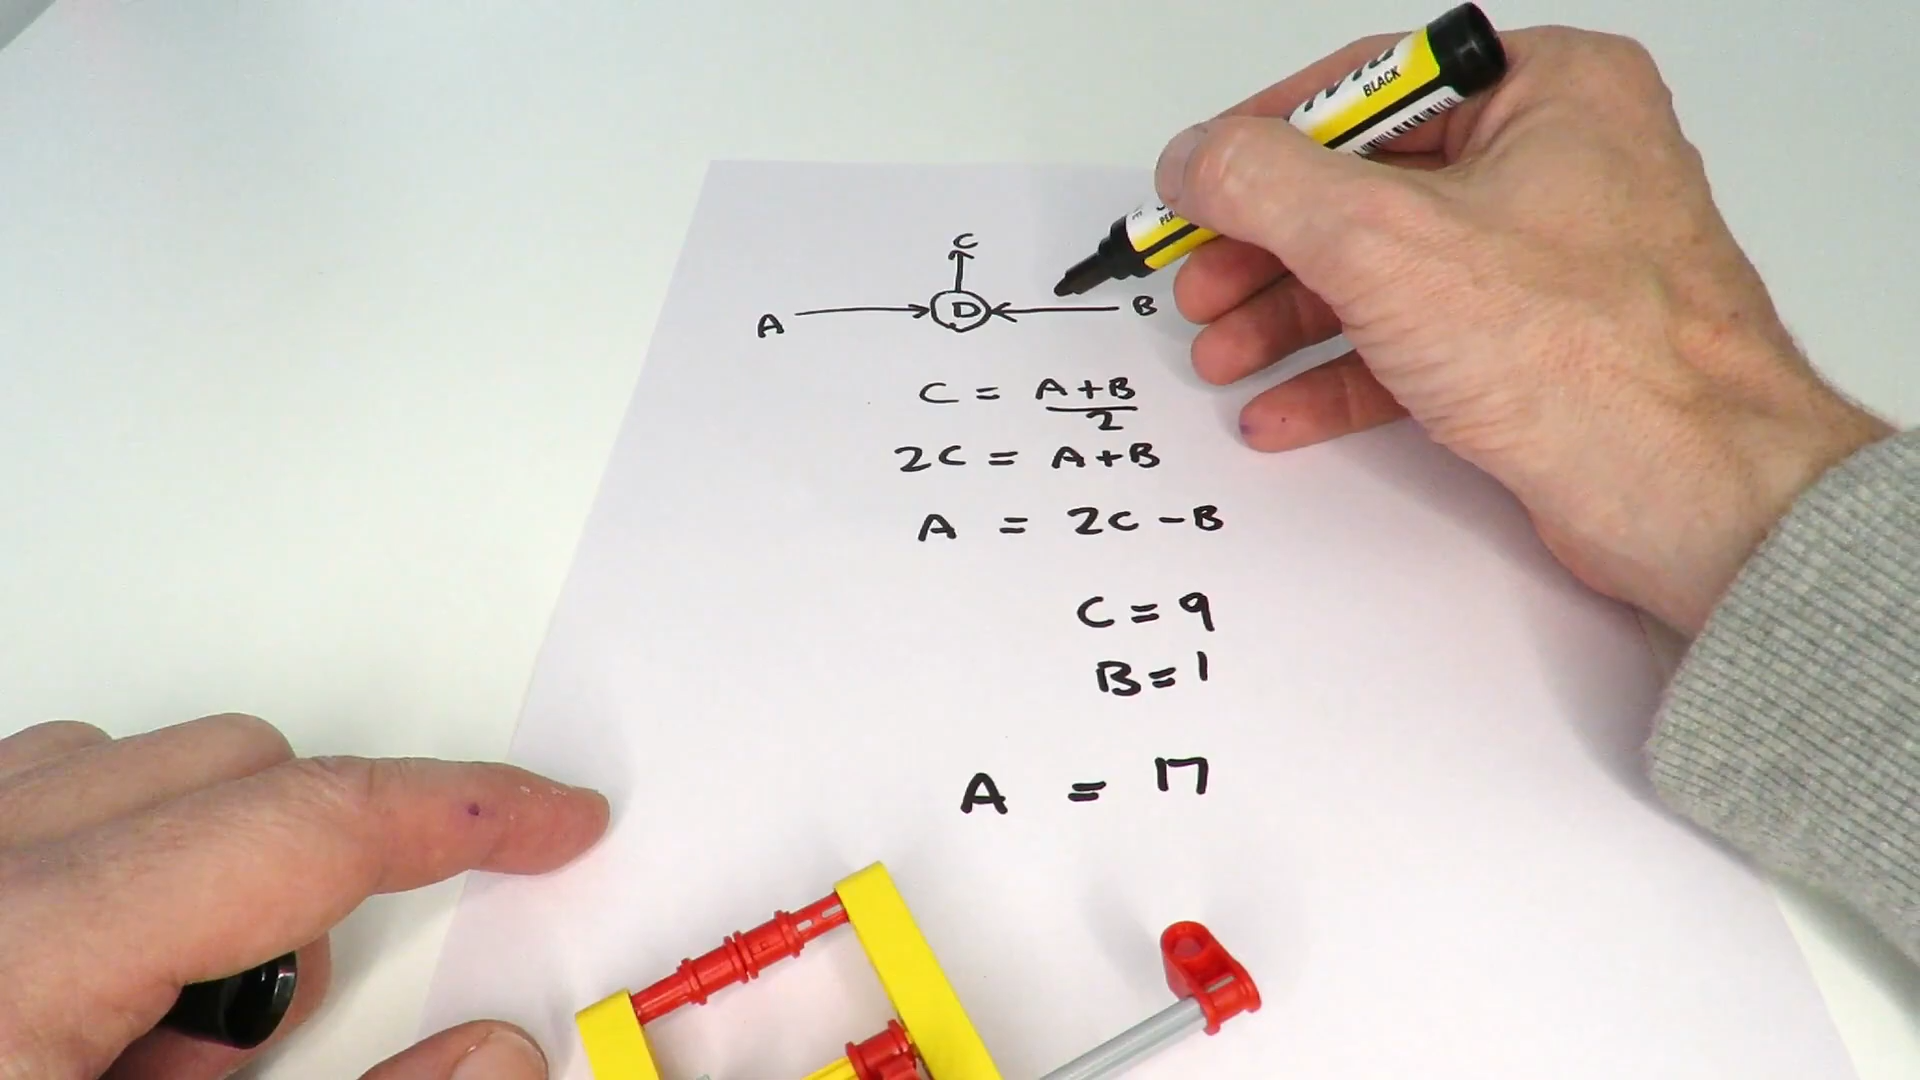 C
A → D ← B
C = A+B
2
2C = A+B
A = 2C - B
C = 9
B = 1
A = 17
BLACK